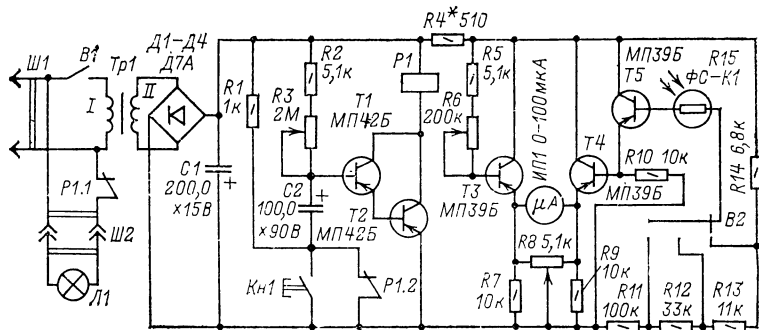 Ш1
В1
Тр1
I
II
Д1-Д4
Д7А
R1
1к
R2
5,1к
R3
2М
Р1
R4* 510
R5
5,1к
R6
200к
МП39Б
Т5
R15
ФС-К1
Т1
МП42Б
ИП1 0-100мкА
Т4
Т3
МП39Б
R10 10к
МП39Б
R14 6,8к
С1
200,0
×15В
С2
100,0
×90В
Т2
МП42Б
μА
Р1.1
Ш2
Л1
Кн1
Р1.2
R8 5,1к
R7
10к
R9
10к
В2
R11
100к
R12
33к
R13
11к